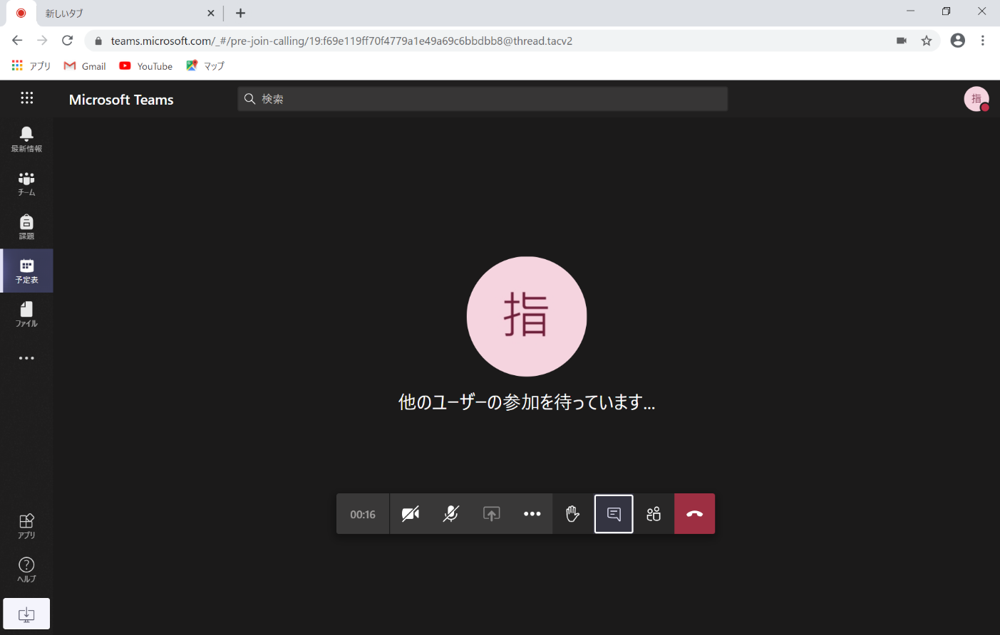 新しいタブ
teams.microsoft.com/_#/pre-join-calling/19:f69e119ff70f4779a1e49a69c6bbdbb8@thread.tacv2
アプリ Gmail YouTube マップ
Microsoft Teams
検索
指
最新情報
チーム
課題
予定表
ファイル
指
他のユーザーの参加を待っています...
00:16
アプリ
ヘルプ